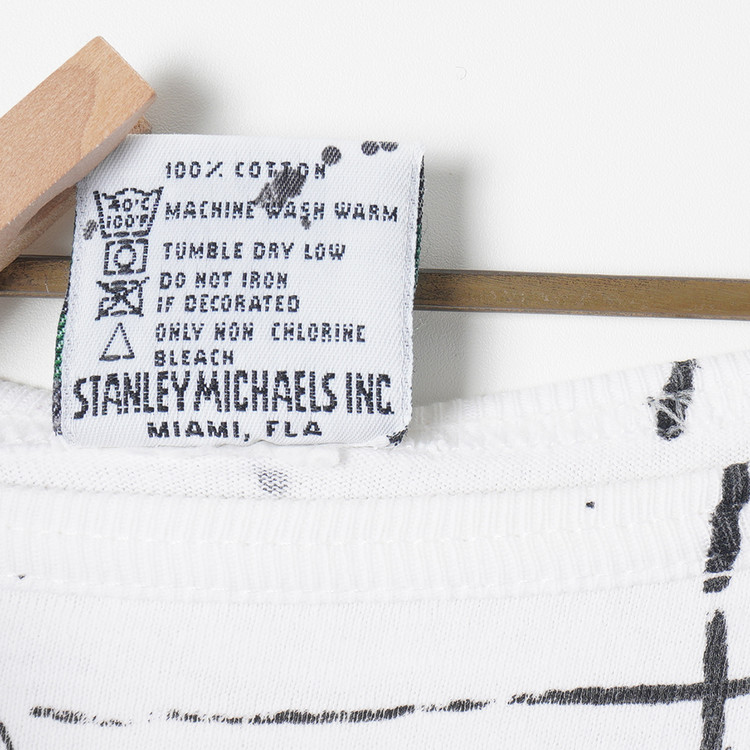 100% COTTON
40°C
100°F
MACHINE WASH WARM
TUMBLE DRY LOW
DO NOT IRON
IF DECORATED
ONLY NON CHLORINE
BLEACH
STANLEY MICHAELS INC
MIAMI, FLA